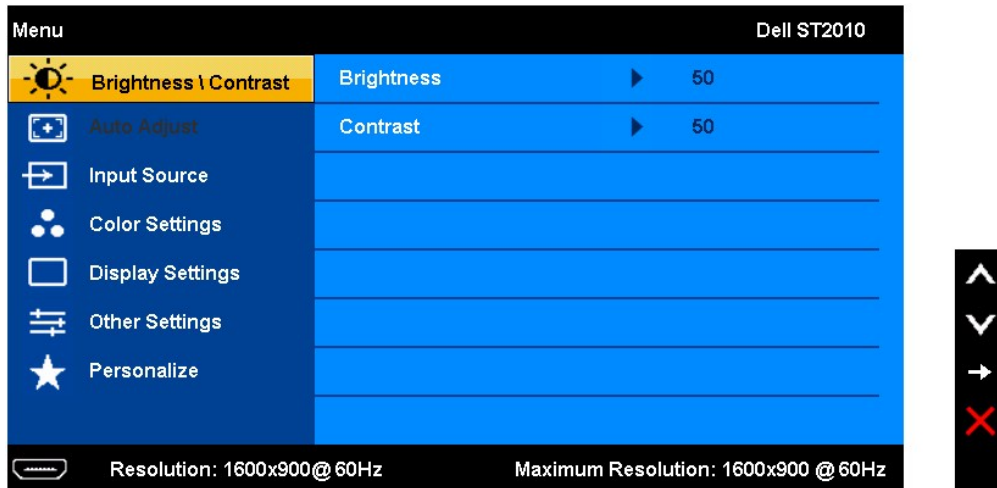 Menu Dell ST2010
Brightness \ Contrast Brightness 50
Auto Adjust Contrast 50
Input Source
Color Settings
Display Settings
Other Settings
Personalize
Resolution: 1600x900@60Hz Maximum Resolution: 1600x900 @60Hz